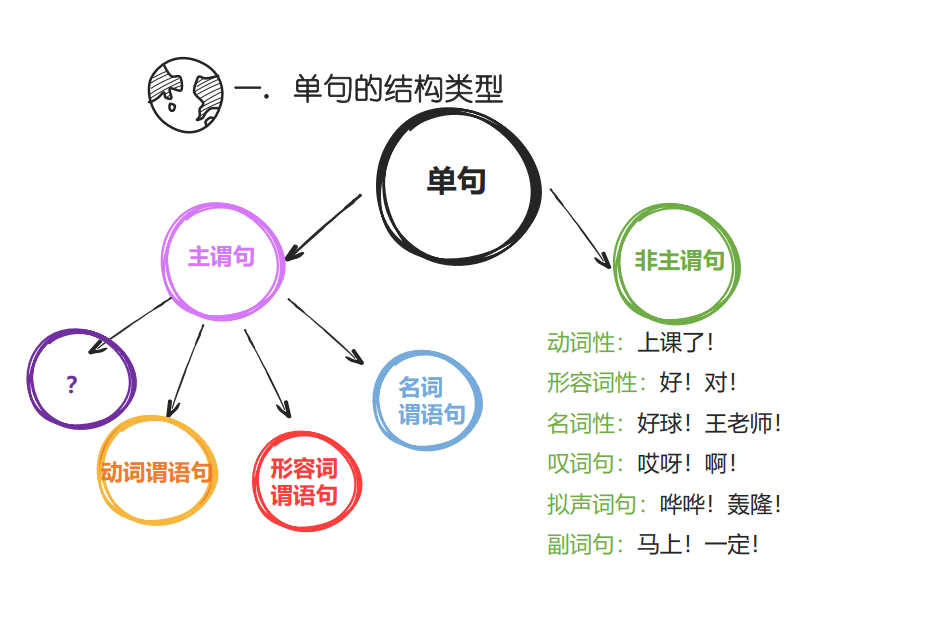 一. 单句的结构类型
单句
主谓句
非主谓句
?
动词谓语句
形容词
谓语句
名词
谓语句
动词性：上课了！
形容词性：好！对！
名词性：好球！王老师！
叹词句：哎呀！啊！
拟声词句：哗哗！轰隆！
副词句：马上！一定！